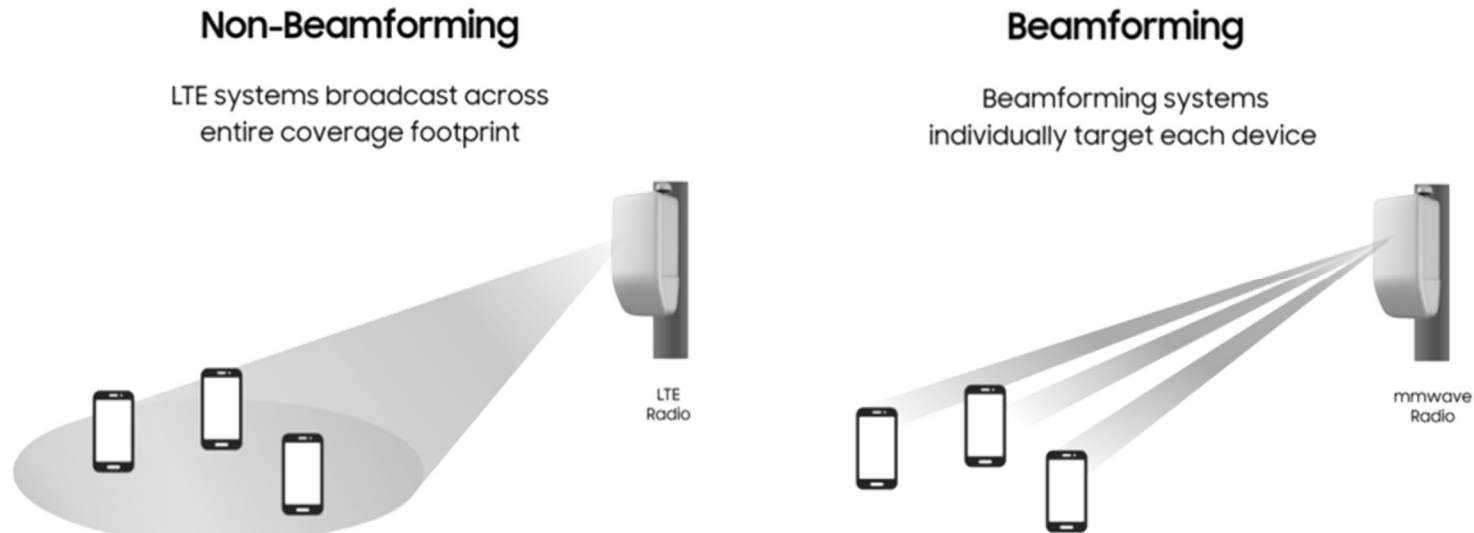 Non-Beamforming
LTE systems broadcast across
entire coverage footprint
LTE
Radio
Beamforming
Beamforming systems
individually target each device
mmwave
Radio